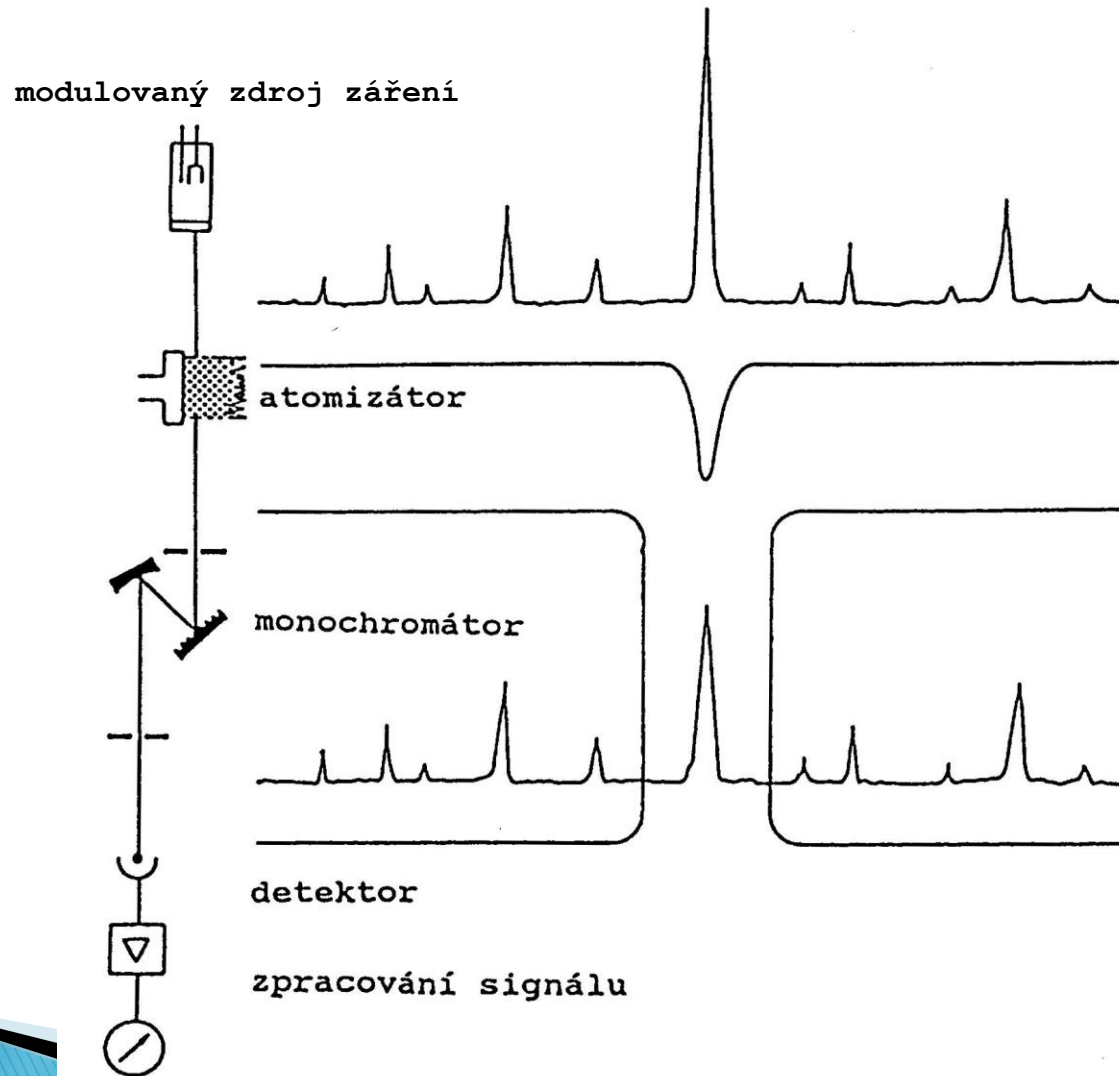 modulovaný zdroj záření
atomizátor
monochromátor
detektor
zpracování signálu